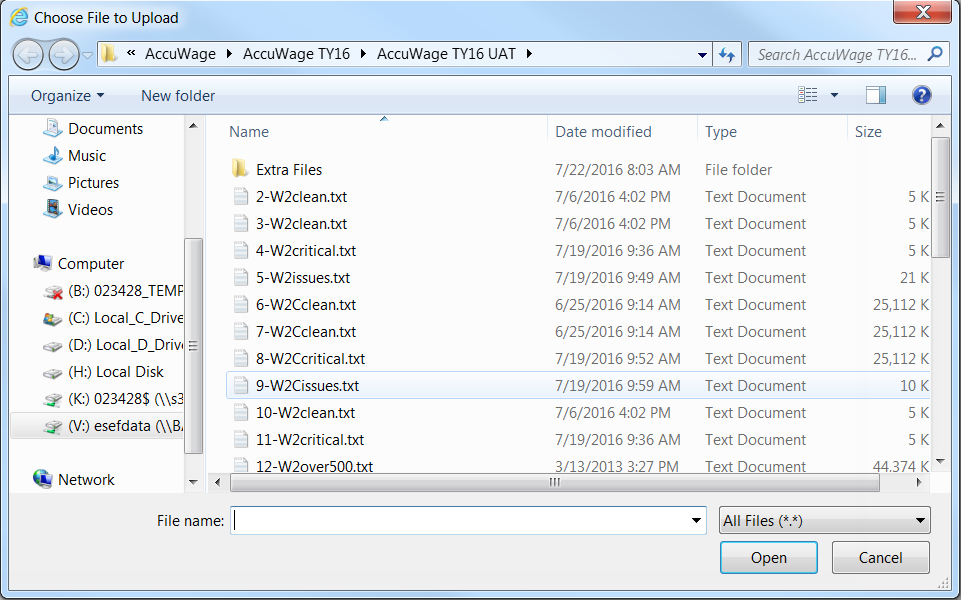 Choose File to Upload
« AccuWage AccuWage TY16 AccuWage TY16 UAT
Search AccuWage TY16...
Organize New folder
Documents
Music
Pictures
Videos
Computer
(B:) 023428_TEMP
(C:) Local_C_Drive
(D:) Local_D_Drive
(H:) Local Disk
(K:) 023428$ (\\s3
(V:) esefdata (\\BA
Network
Name Date modified Type Size
Extra Files 7/22/2016 8:03 AM File folder
2-W2clean.txt 7/6/2016 4:02 PM Text Document 5 K
3-W2clean.txt 7/6/2016 4:02 PM Text Document 5 K
4-W2critical.txt 7/19/2016 9:36 AM Text Document 5 K
5-W2issues.txt 7/19/2016 9:49 AM Text Document 21 K
6-W2Cclean.txt 6/25/2016 9:14 AM Text Document 25,112 K
7-W2Cclean.txt 6/25/2016 9:14 AM Text Document 25,112 K
8-W2Ccritical.txt 7/19/2016 9:52 AM Text Document 25,112 K
9-W2Cissues.txt 7/19/2016 9:59 AM Text Document 10 K
10-W2clean.txt 7/6/2016 4:02 PM Text Document 5 K
11-W2critical.txt 7/19/2016 9:36 AM Text Document 5 K
12-W2over500.txt 3/13/2013 3:27 PM Text Document 44,374 K
File name:
All Files (*.*)
Open Cancel